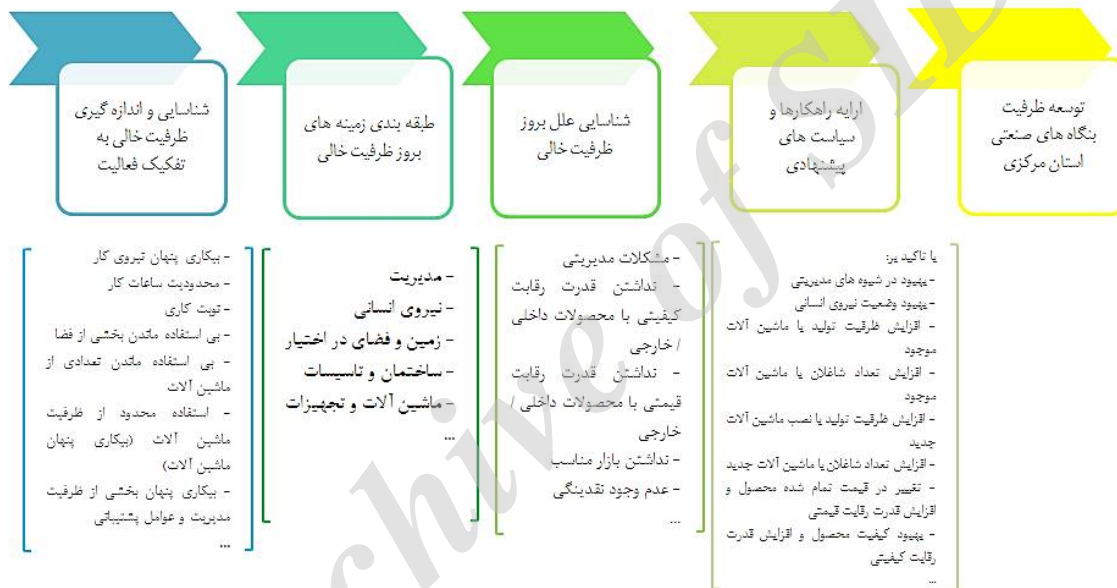 شناسایی و اندازه گیری
ظرفیت خالی به
تفکیک فعالیت
طبقه بندی زمینه های
بروز ظرفیت خالی
شناسایی علل بروز
ظرفیت خالی
ارایه راهکارها و
سیاست های
پیشنهادی
توسعه ظرفیت
بنگاه های صنعتی
استان مرکزی
- بیکاری پنهان نیروی کار
- محدودیت ساعات کار
- نوبت کاری
- بی استفاده ماندن بخشی از فضا
- بی استفاده ماندن تعدادی از
ماشین آلات
- استفاده محدود از ظرفیت
ماشین آلات (بیکاری پنهان
ماشین آلات)
- بیکاری پنهان بخشی از ظرفیت
مدیریت و عوامل پشتیبانی
...
- مدیریت
- نیروی انسانی
- زمین و فضای در اختیار
- ساختمان و تاسیسات
- ماشین آلات و تجهیزات
...
- مشکلات مدیریتی
- نداشتن قدرت رقابت
کیفیتی با محصولات داخلی
/ خارجی
- نداشتن قدرت رقابت
قیمتی با محصولات داخلی /
خارجی
- نداشتن بازار مناسب
- عدم وجود نقدینگی
...
با تاکید بر:
- بهبود در شیوه های مدیریتی
- بهبود وضعیت نیروی انسانی
- افزایش ظرفیت تولید با ماشین آلات
موجود
- افزایش تعداد شاغلان با ماشین آلات
موجود
- افزایش ظرفیت تولید با نصب ماشین آلات
جدید
- افزایش تعداد شاغلان با ماشین آلات جدید
- تغییر در قیمت تمام شده محصول و
افزایش قدرت رقابت قیمتی
- بهبود کیفیت محصول و افزایش قدرت
رقابت کیفیتی
...
chive of SID